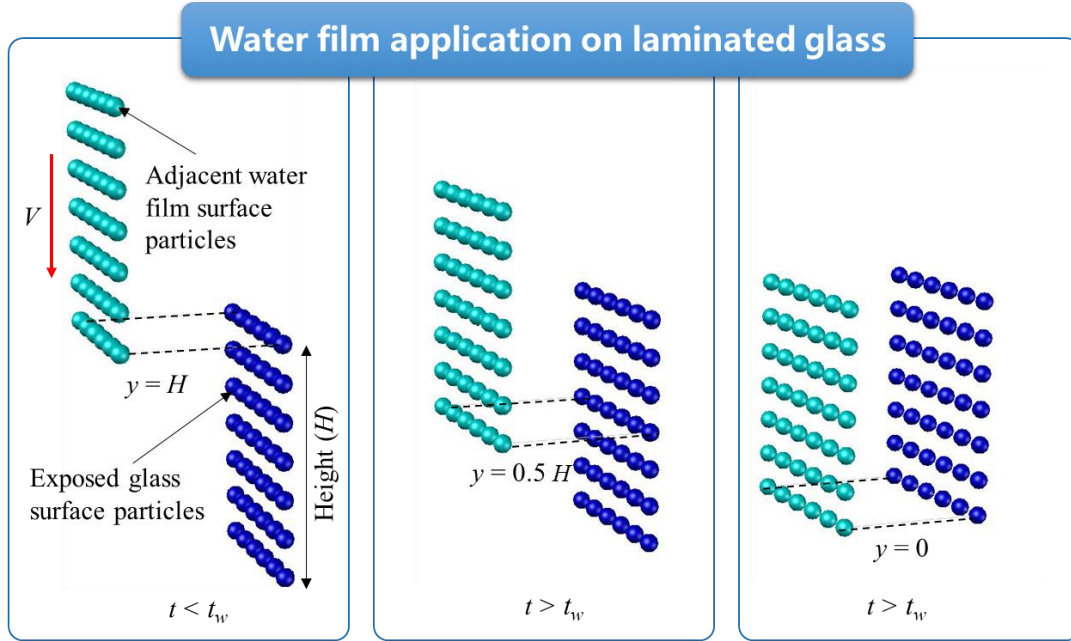 Water film application on laminated glass
V
Adjacent water
film surface
particles
y = H
Exposed glass
surface particles
Height (H)
t < t_w
y = 0.5 H
t > t_w
y = 0
t > t_w